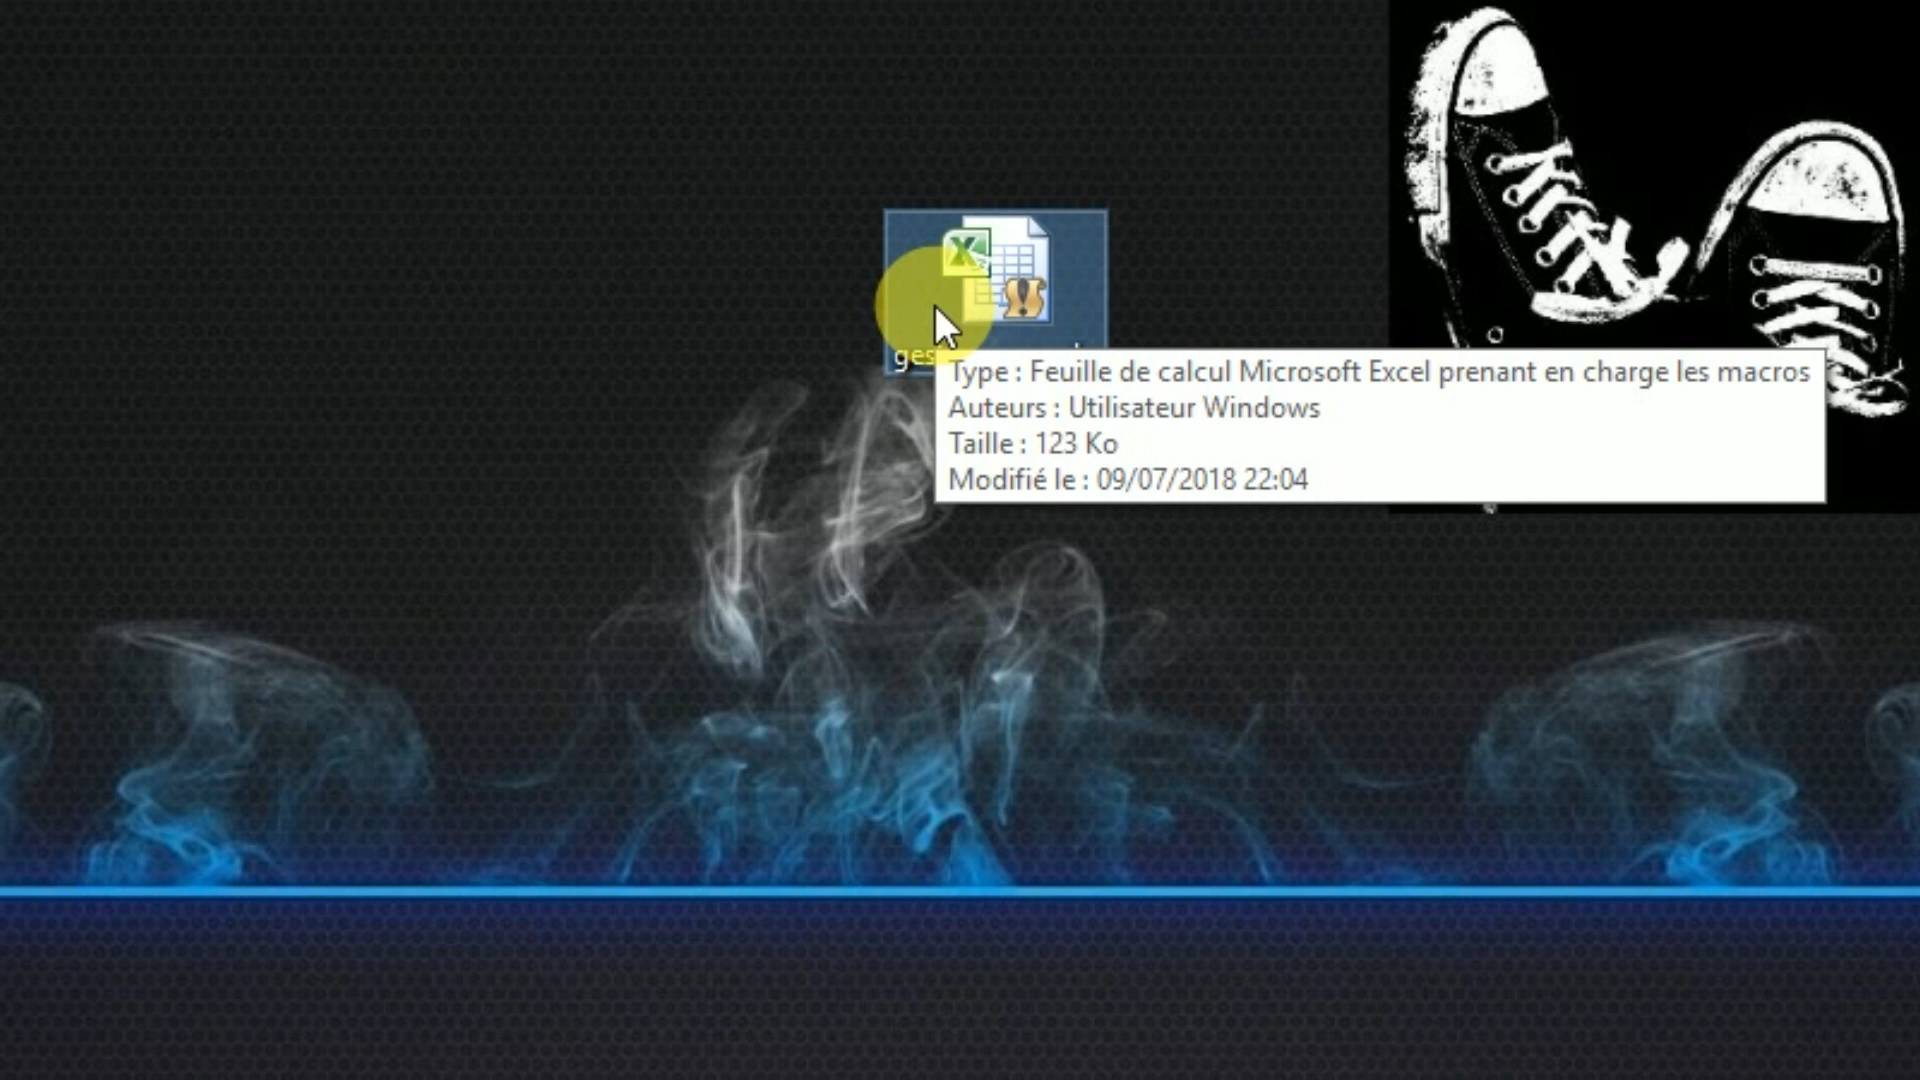 Type : Feuille de calcul Microsoft Excel prenant en charge les macros
Auteurs : Utilisateur Windows
Taille : 123 Ko
Modifié le : 09/07/2018 22:04